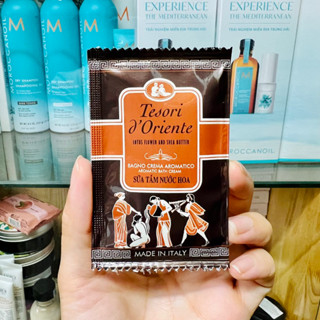 EXPERIENCE
THE MEDITERRANEAN
EXPERIENCE
THE MEDITERRANEAN
MOROCCANOIL
Tesori
d'Oriente
LOTUS FLOWER AND SHEA BUTTER
BAGNO CREMA AROMATICO
AROMATIC BATH CREAM
SỮA TẮM NƯỚC HOA
MADE IN ITALY